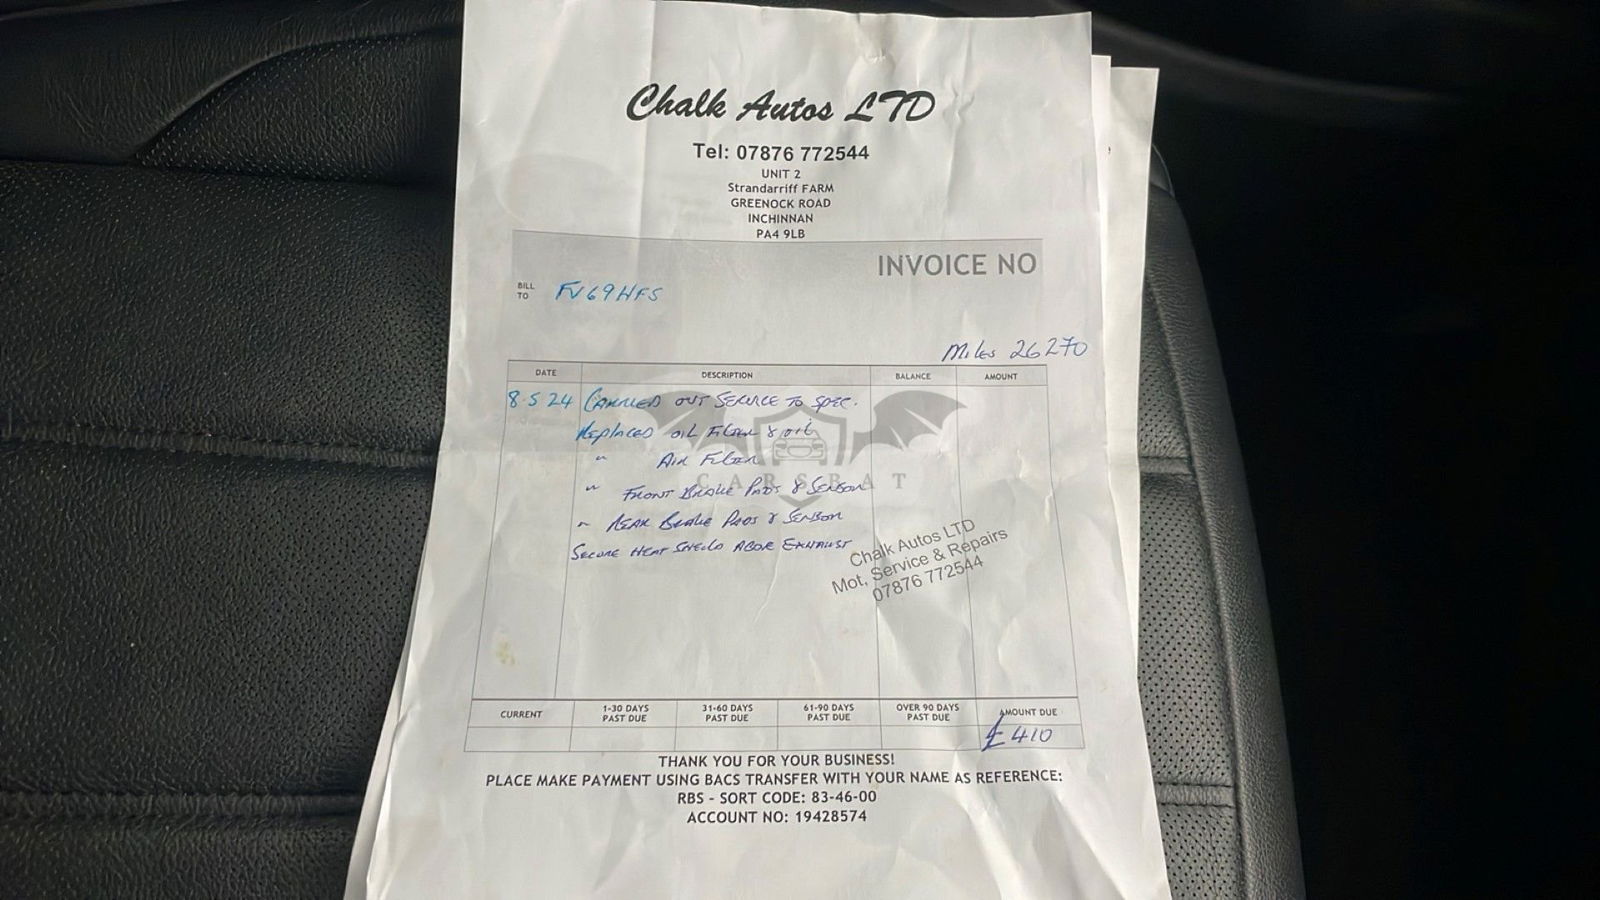 Chalk Autos LTD
Tel: 07876 772544
UNIT 2
Strandarriff FARM
GREENOCK ROAD
INCHINNAN
PA4 9LB
INVOICE NO
BILL TO FV69HFS
Miles 26270
DATE DESCRIPTION BALANCE AMOUNT
8.5.24 CARRIED OUT SERVICE TO SPEC.
REPLACED OIL FILTER & OIL
" AIR FILTER
" FRONT BRAKE PADS & SENSOR
" REAR BRAKE PADS & SENSOR
SECURE HEAT SHIELD ABOVE EXHAUST
CARSBAT
Chalk Autos LTD
Mot, Service & Repairs
07876 772544
CURRENT 1-30 DAYS PAST DUE 31-60 DAYS PAST DUE 61-90 DAYS PAST DUE OVER 90 DAYS PAST DUE AMOUNT DUE
£410
THANK YOU FOR YOUR BUSINESS!
PLACE MAKE PAYMENT USING BACS TRANSFER WITH YOUR NAME AS REFERENCE:
RBS - SORT CODE: 83-46-00
ACCOUNT NO: 19428574